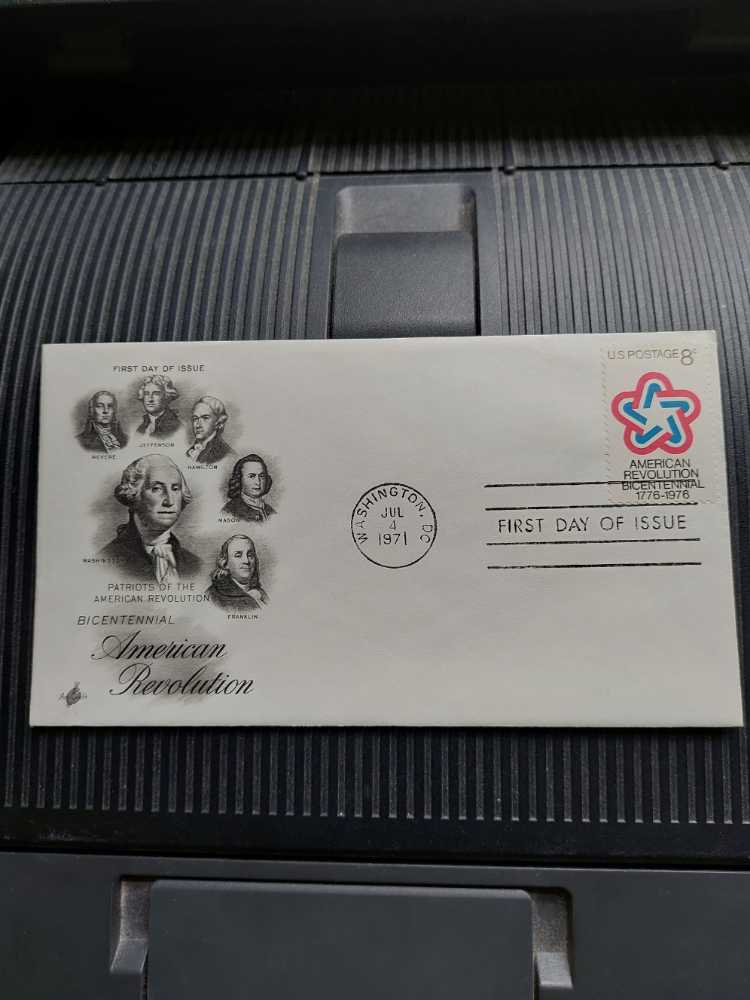 FIRST DAY OF ISSUE
REVERE
JEFFERSON
HAMILTON
MASON
WASHINGTON
FRANKLIN
PATRIOTS OF THE
AMERICAN REVOLUTION
BICENTENNIAL
American
Revolution
WASHINGTON, DC
JUL
4
1971
U.S. POSTAGE 8c
AMERICAN
REVOLUTION
BICENTENNIAL
1776-1976
FIRST DAY OF ISSUE